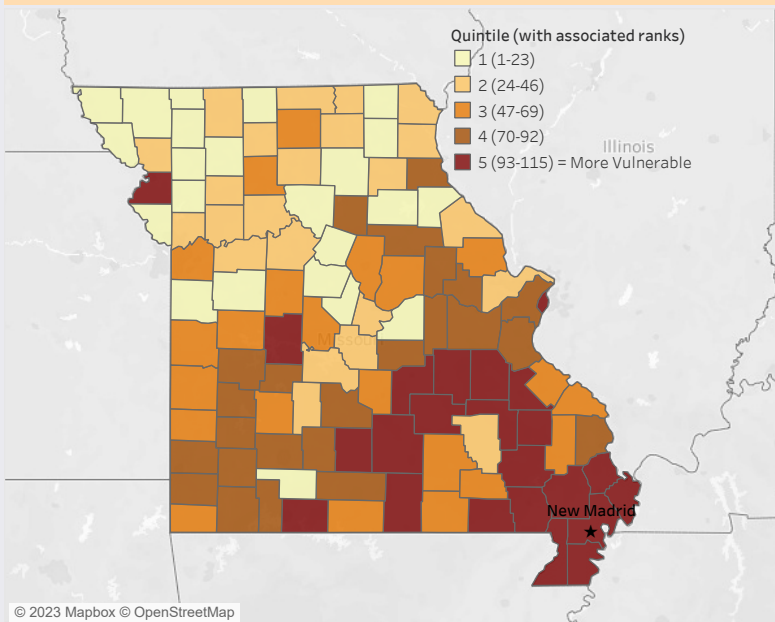 Quintile (with associated ranks)
1 (1-23)
2 (24-46)
3 (47-69)
4 (70-92)
5 (93-115) = More Vulnerable
Illinois
Missouri
New Madrid
© 2023 Mapbox © OpenStreetMap